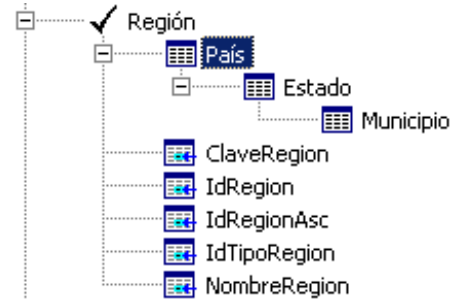 Región
País
Estado
Municipio
ClaveRegion
IdRegion
IdRegionAsc
IdTipoRegion
NombreRegion